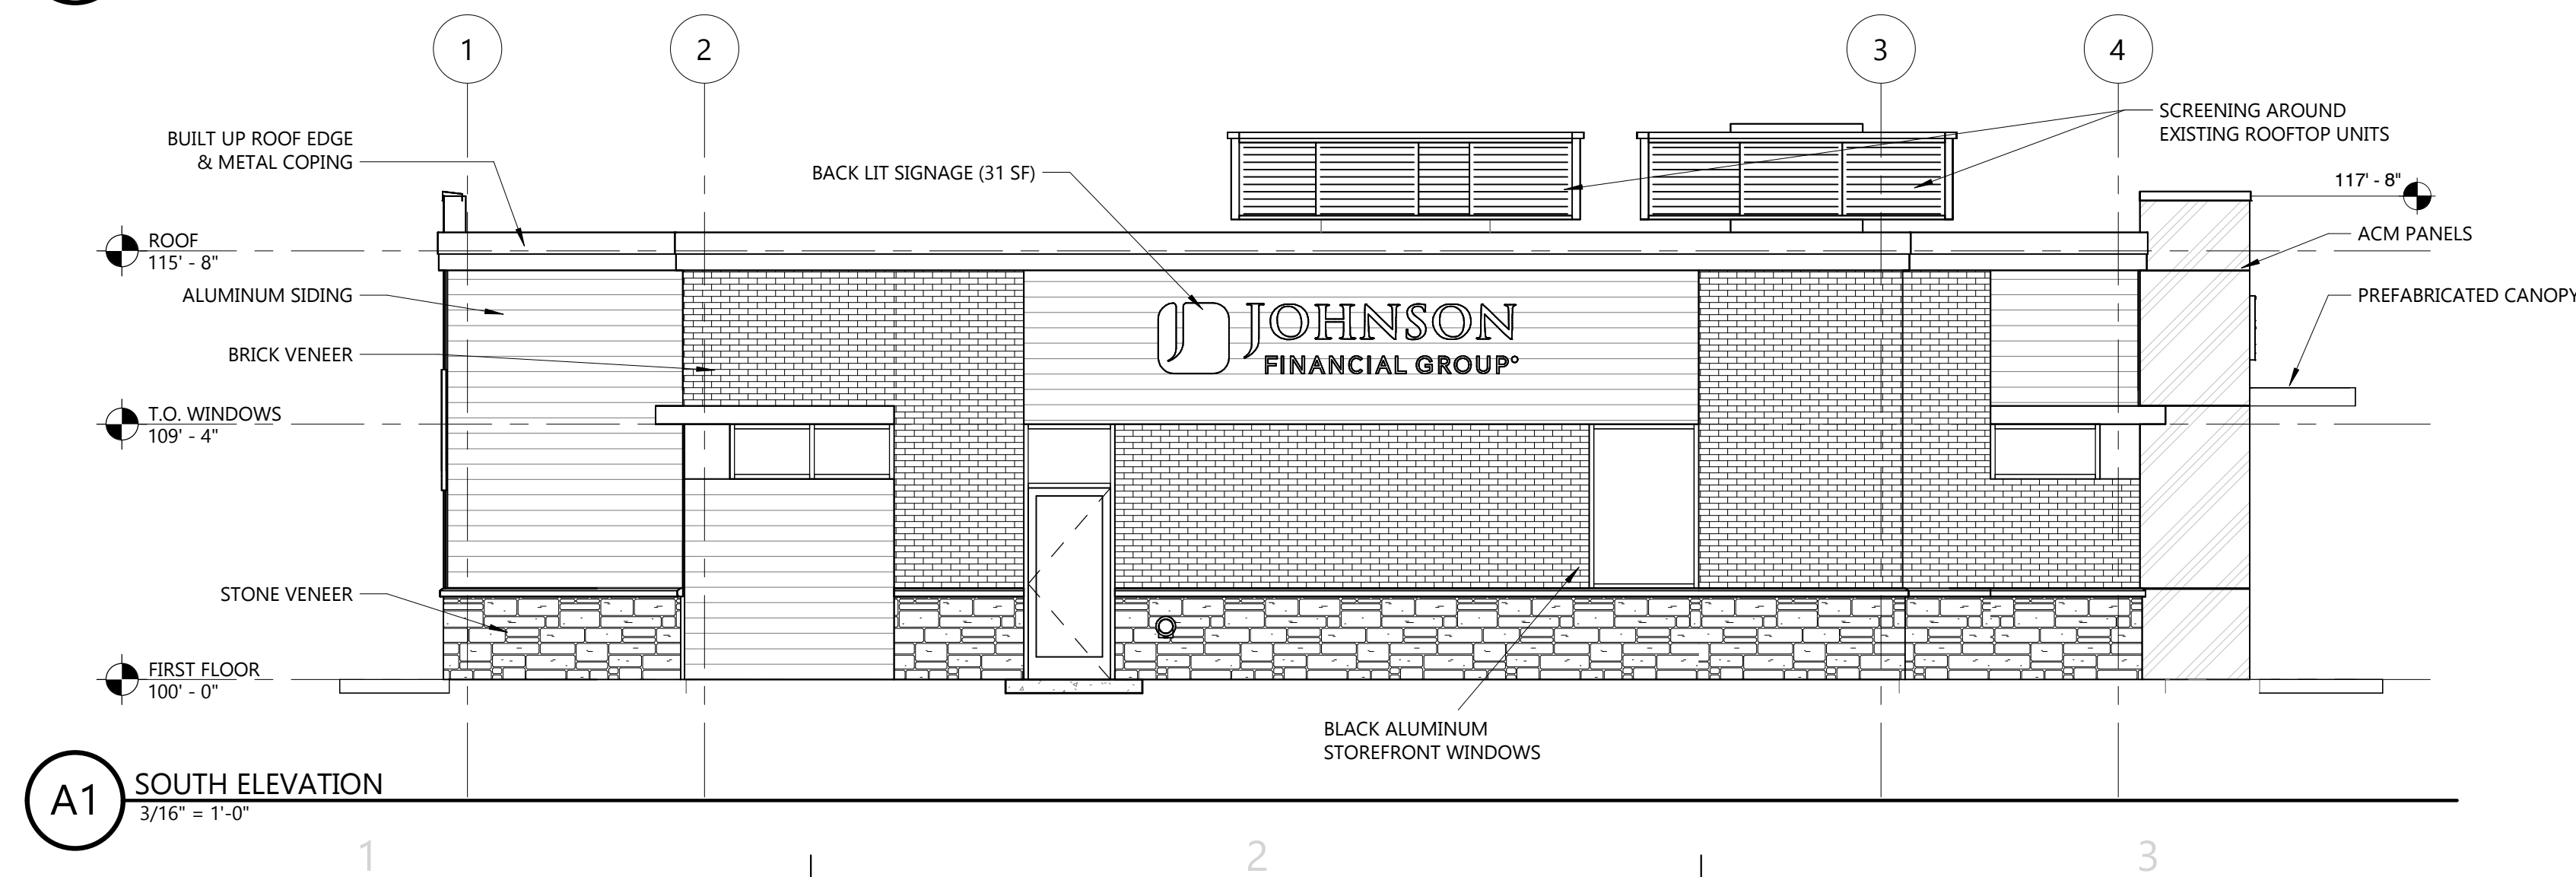 1
2
3
4
BUILT UP ROOF EDGE
& METAL COPING
BACK LIT SIGNAGE (31 SF)
SCREENING AROUND
EXISTING ROOFTOP UNITS
117' - 8"
ROOF
115' - 8"
ACM PANELS
ALUMINUM SIDING
PREFABRICATED CANOPY
JOHNSON
FINANCIAL GROUP
BRICK VENEER
T.O. WINDOWS
109' - 4"
STONE VENEER
FIRST FLOOR
100' - 0"
BLACK ALUMINUM
STOREFRONT WINDOWS
A1
SOUTH ELEVATION
3/16" = 1'-0"
1
2
3